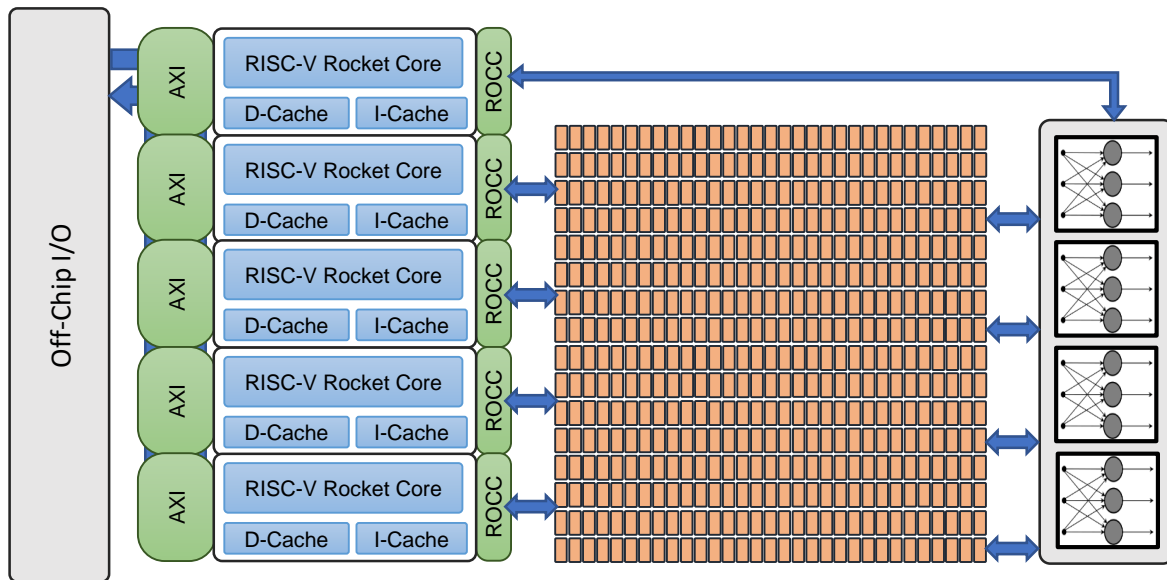 Off-Chip I/O
AXI
RISC-V Rocket Core
D-Cache
I-Cache
ROCC
AXI
RISC-V Rocket Core
D-Cache
I-Cache
ROCC
AXI
RISC-V Rocket Core
D-Cache
I-Cache
ROCC
AXI
RISC-V Rocket Core
D-Cache
I-Cache
ROCC
AXI
RISC-V Rocket Core
D-Cache
I-Cache
ROCC